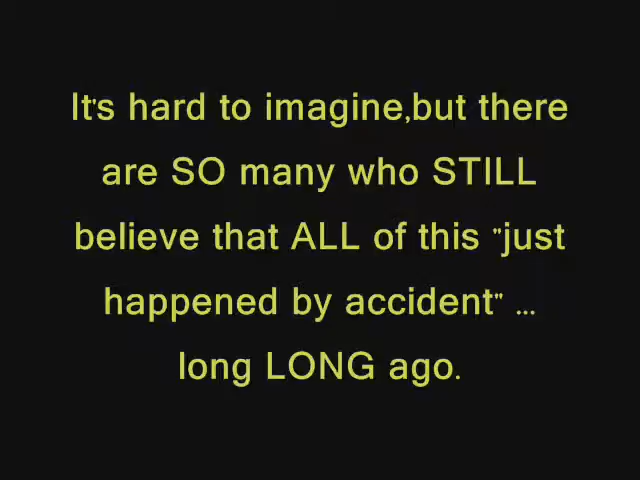 It's hard to imagine,but there
are SO many who STILL
believe that ALL of this "just
happened by accident" ...
long LONG ago.